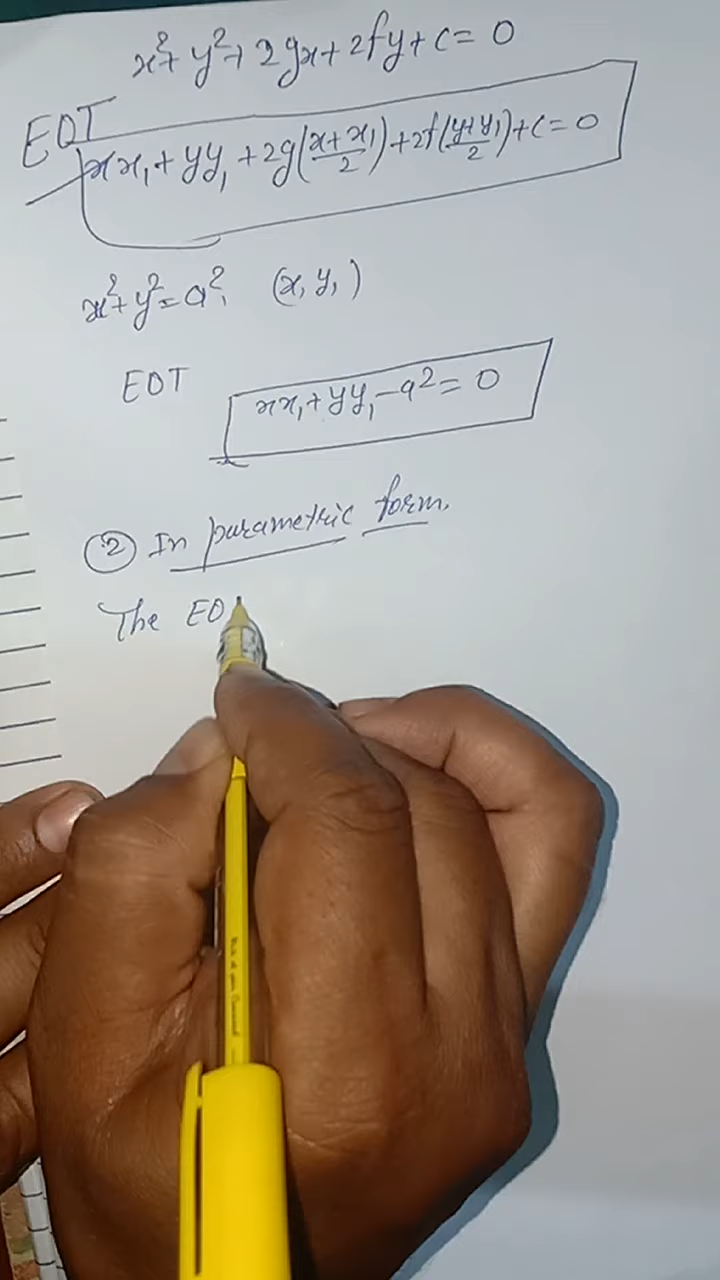 x²+ y²+ 2gx + 2fy + c = 0
EOT
xx₁ + yy₁ + 2g(x+x₁/2) + 2f(y+y₁/2) + c = 0
x²+ y² = a², (x₁ y₁)
EOT xx₁ + yy₁ - a² = 0
② In parametric form.
The EO